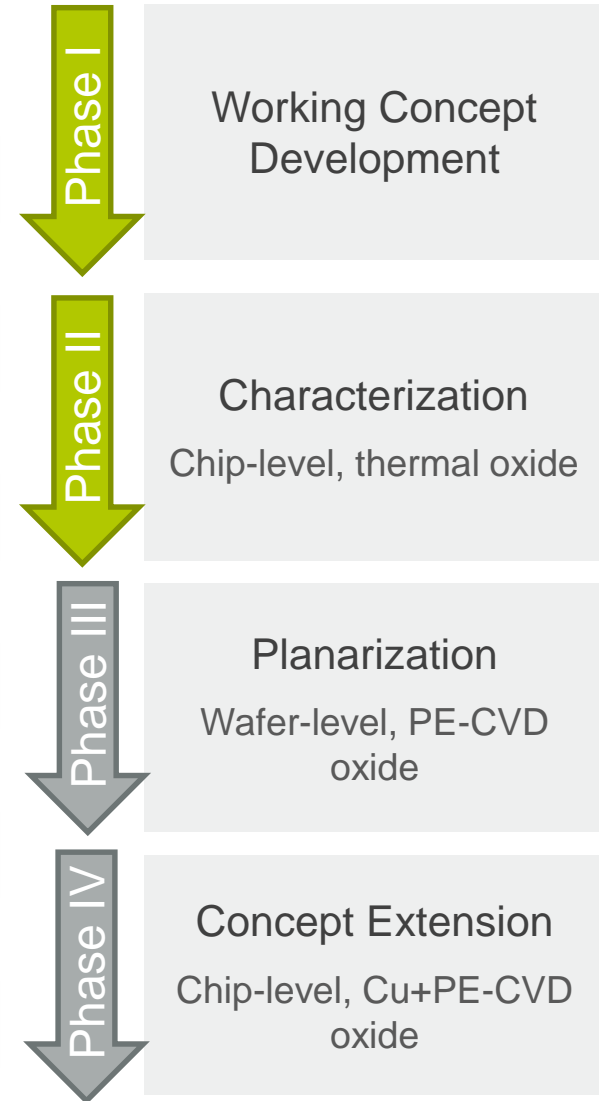 Phase I
Working Concept
Development
Phase II
Characterization
Chip-level, thermal oxide
Phase III
Planarization
Wafer-level, PE-CVD
oxide
Phase IV
Concept Extension
Chip-level, Cu+PE-CVD
oxide